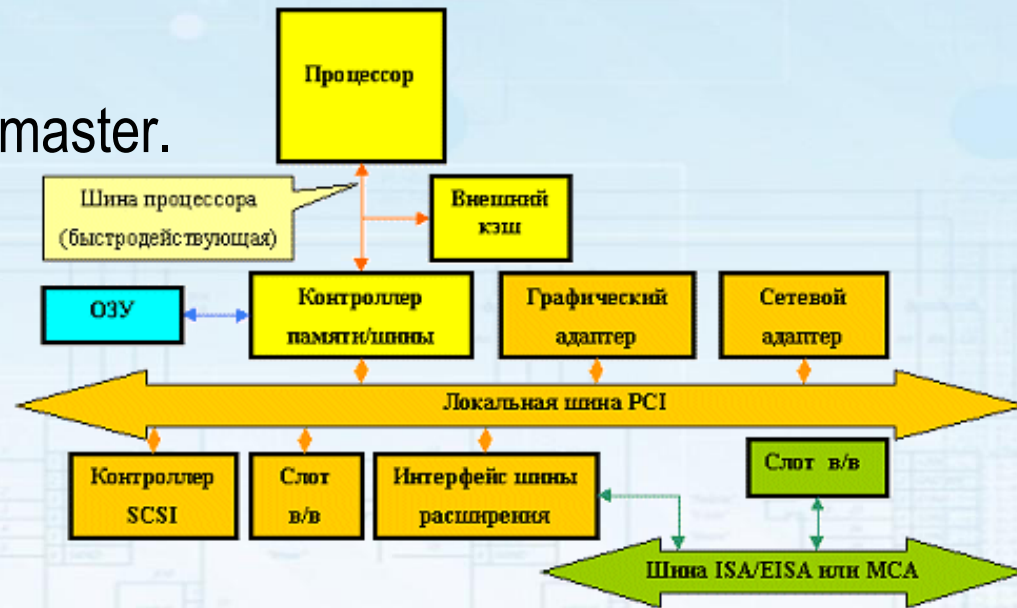 Процессор
master.
Шина процессора
(быстродействующая)
Внешний
кэш
ОЗУ
Контроллер
памяти/шины
Графический
адаптер
Сетевой
адаптер
Локальная шина PCI
Контроллер
SCSI
Слот
в/в
Интерфейс шины
расширения
Слот в/в
Шина ISA/EISA или MCA